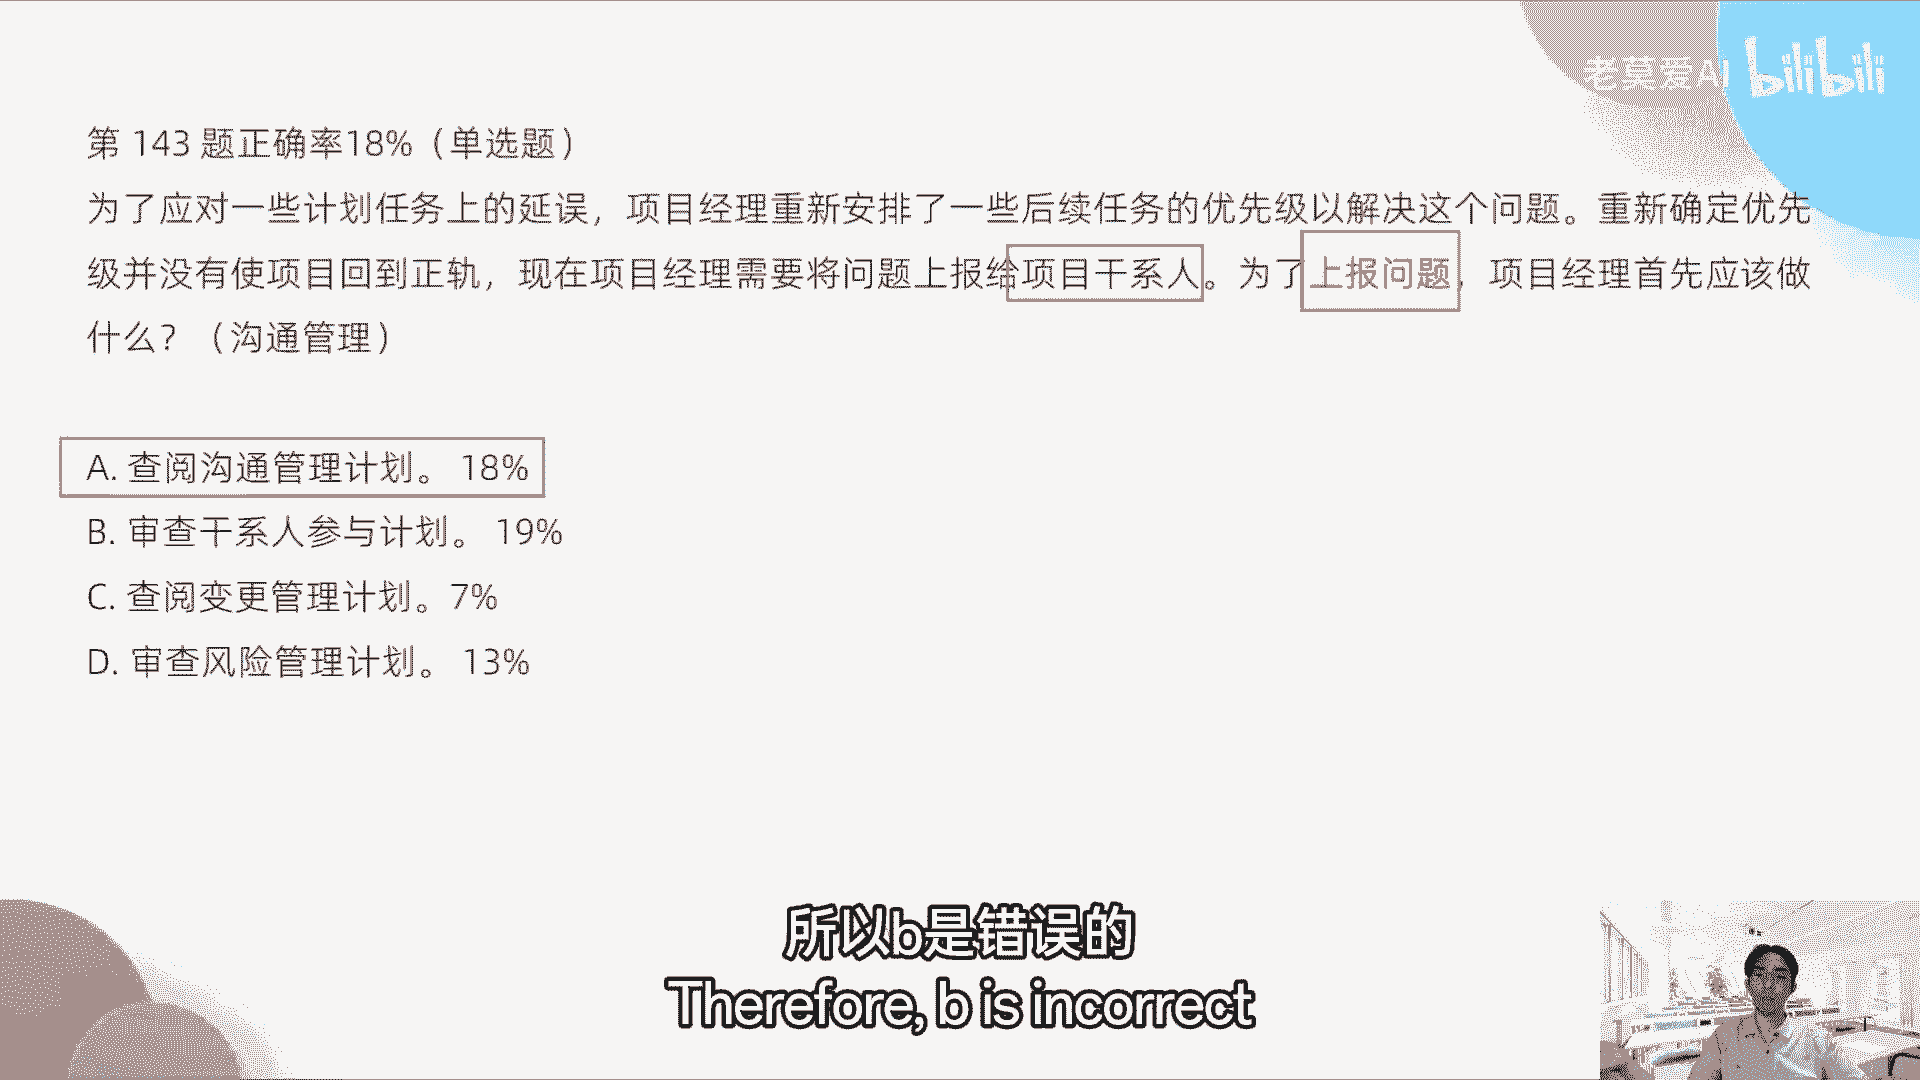 老莫爱AI bilibili
第 143 题正确率18%（单选题）
为了应对一些计划任务上的延误，项目经理重新安排了一些后续任务的优先级以解决这个问题。重新确定优先
级并没有使项目回到正轨，现在项目经理需要将问题上报给项目干系人。为了上报问题，项目经理首先应该做
什么？（沟通管理）
A. 查阅沟通管理计划。 18%
B. 审查干系人参与计划。 19%
C. 查阅变更管理计划。7%
D. 审查风险管理计划。 13%
所以b是错误的
Therefore, b is incorrect